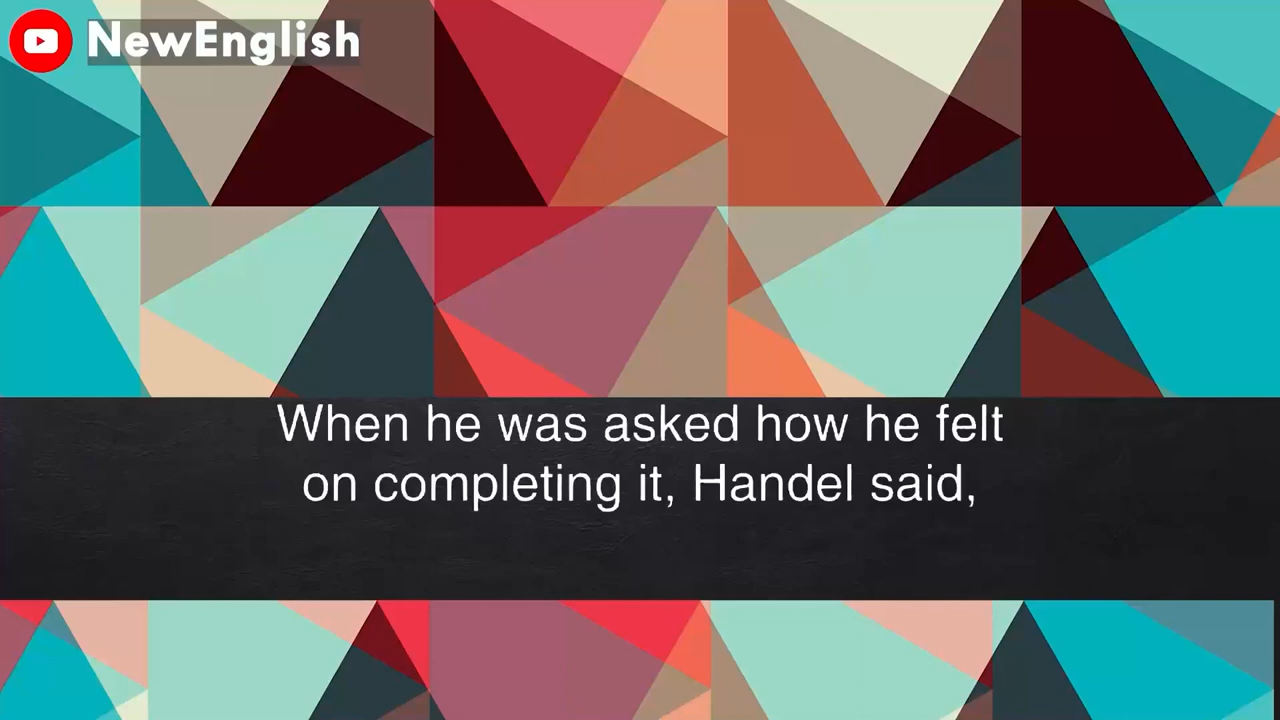 NewEnglish
When he was asked how he felt
on completing it, Handel said,